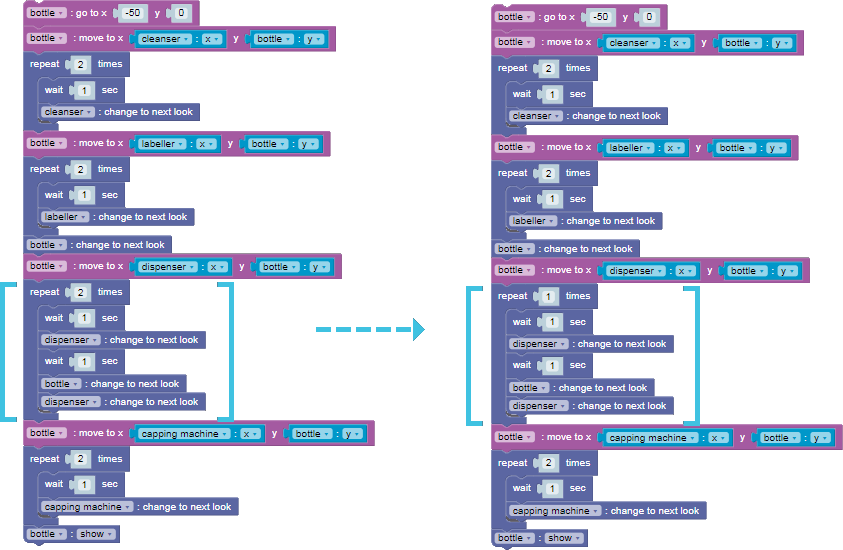 bottle : go to x -50 y 0
bottle : move to x cleanser : x y bottle : y
repeat 2 times
wait 1 sec
cleanser : change to next look
bottle : move to x labeller : x y bottle : y
repeat 2 times
wait 1 sec
labeller : change to next look
bottle : change to next look
bottle : move to x dispenser : x y bottle : y
repeat 2 times
wait 1 sec
dispenser : change to next look
wait 1 sec
bottle : change to next look
dispenser : change to next look
bottle : move to x capping machine : x y bottle : y
repeat 2 times
wait 1 sec
capping machine : change to next look
bottle : show
bottle : go to x -50 y 0
bottle : move to x cleanser : x y bottle : y
repeat 2 times
wait 1 sec
cleanser : change to next look
bottle : move to x labeller : x y bottle : y
repeat 2 times
wait 1 sec
labeller : change to next look
bottle : change to next look
bottle : move to x dispenser : x y bottle : y
repeat 1 times
wait 1 sec
dispenser : change to next look
wait 1 sec
bottle : change to next look
dispenser : change to next look
bottle : move to x capping machine : x y bottle : y
repeat 2 times
wait 1 sec
capping machine : change to next look
bottle : show